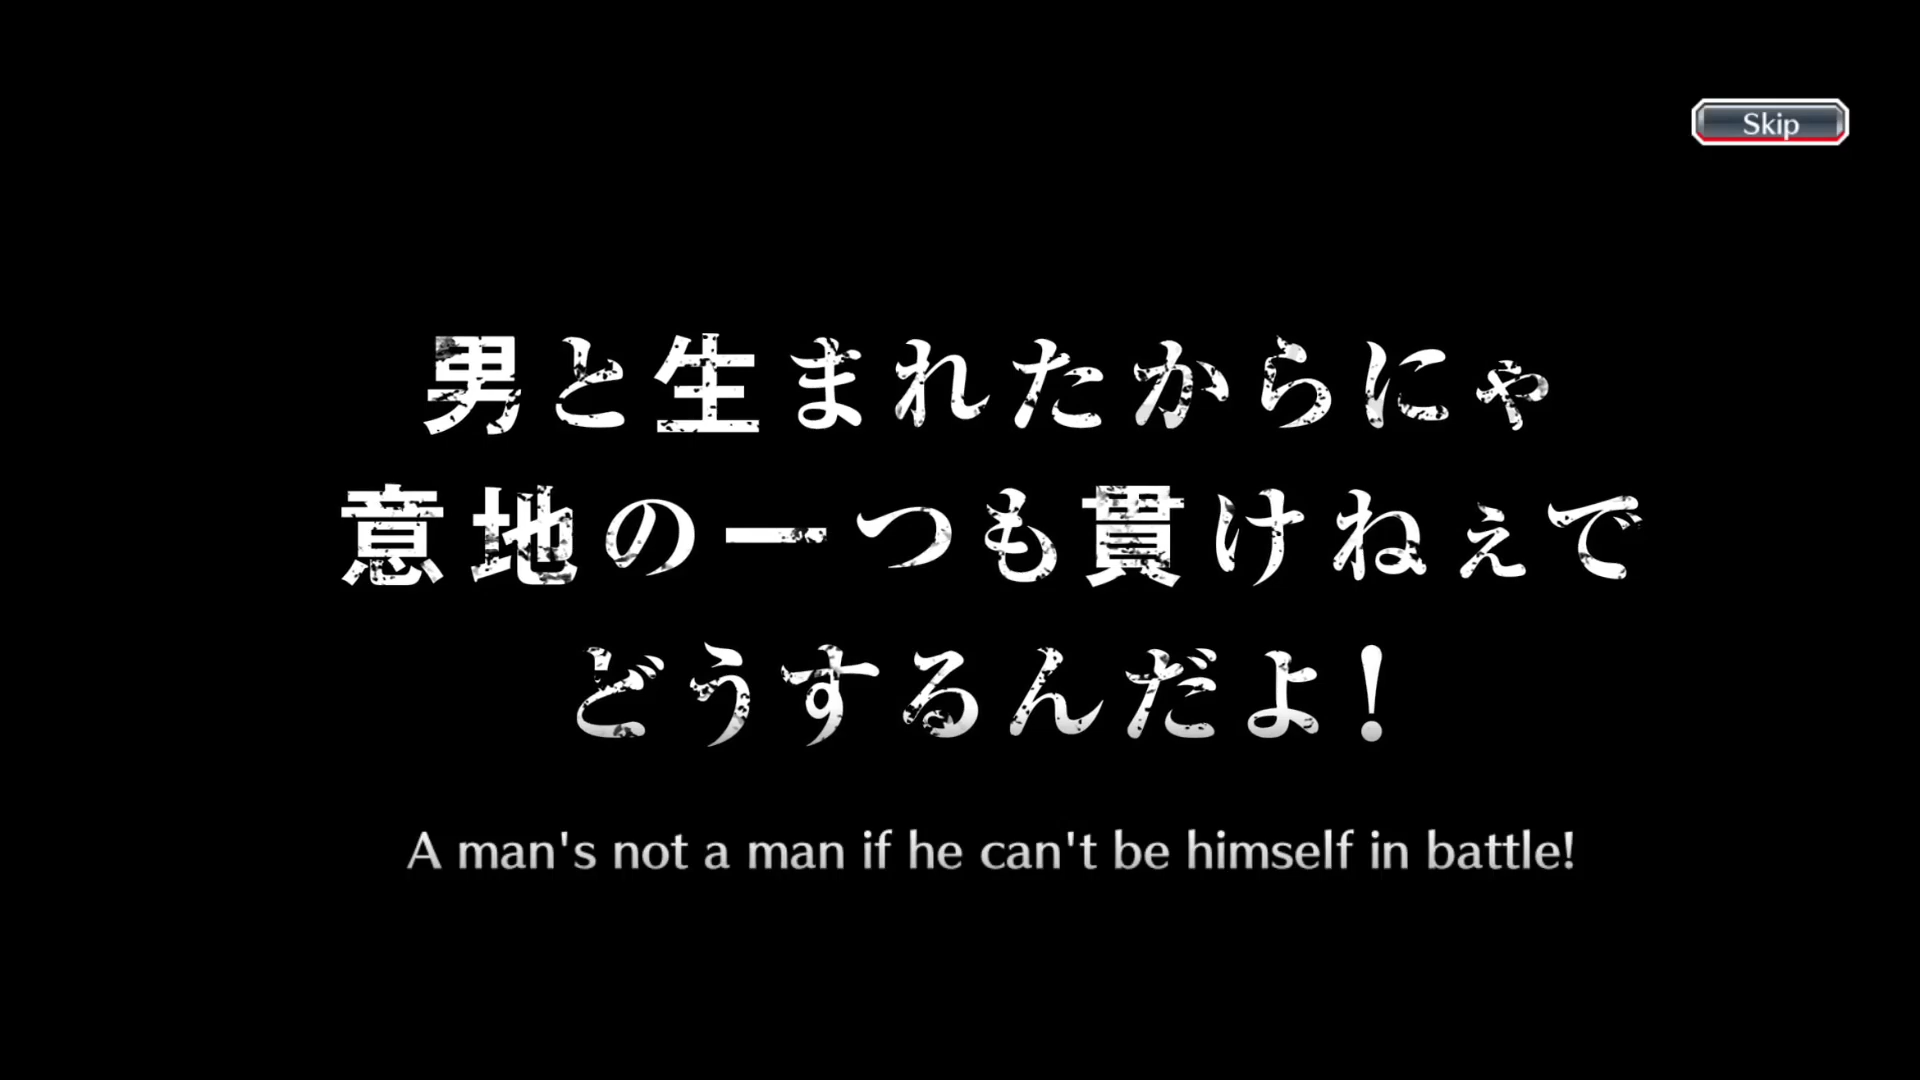 Skip
男と生まれたからにゃ
意地の一つも貫けねぇで
どうするんだよ！
A man's not a man if he can't be himself in battle!